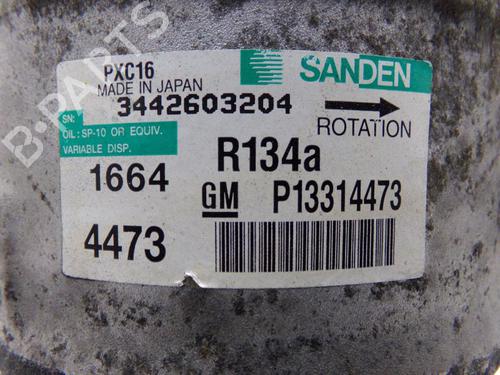 B-PARTS
PXC16
MADE IN JAPAN
SANDEN
SN:
3442603204
ROTATION
OIL: SP-10 OR EQUIV.
VARIABLE DISP.
R134a
1664
GM P13314473
4473